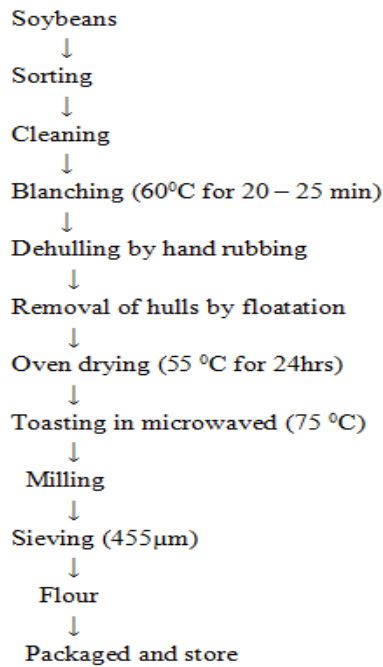 Soybeans
↓
Sorting
↓
Cleaning
↓
Blanching (60⁰C for 20 – 25 min)
↓
Dehulling by hand rubbing
↓
Removal of hulls by floatation
↓
Oven drying (55 ⁰C for 24hrs)
↓
Toasting in microwaved (75 ⁰C)
↓
Milling
↓
Sieving (455µm)
↓
Flour
↓
Packaged and store